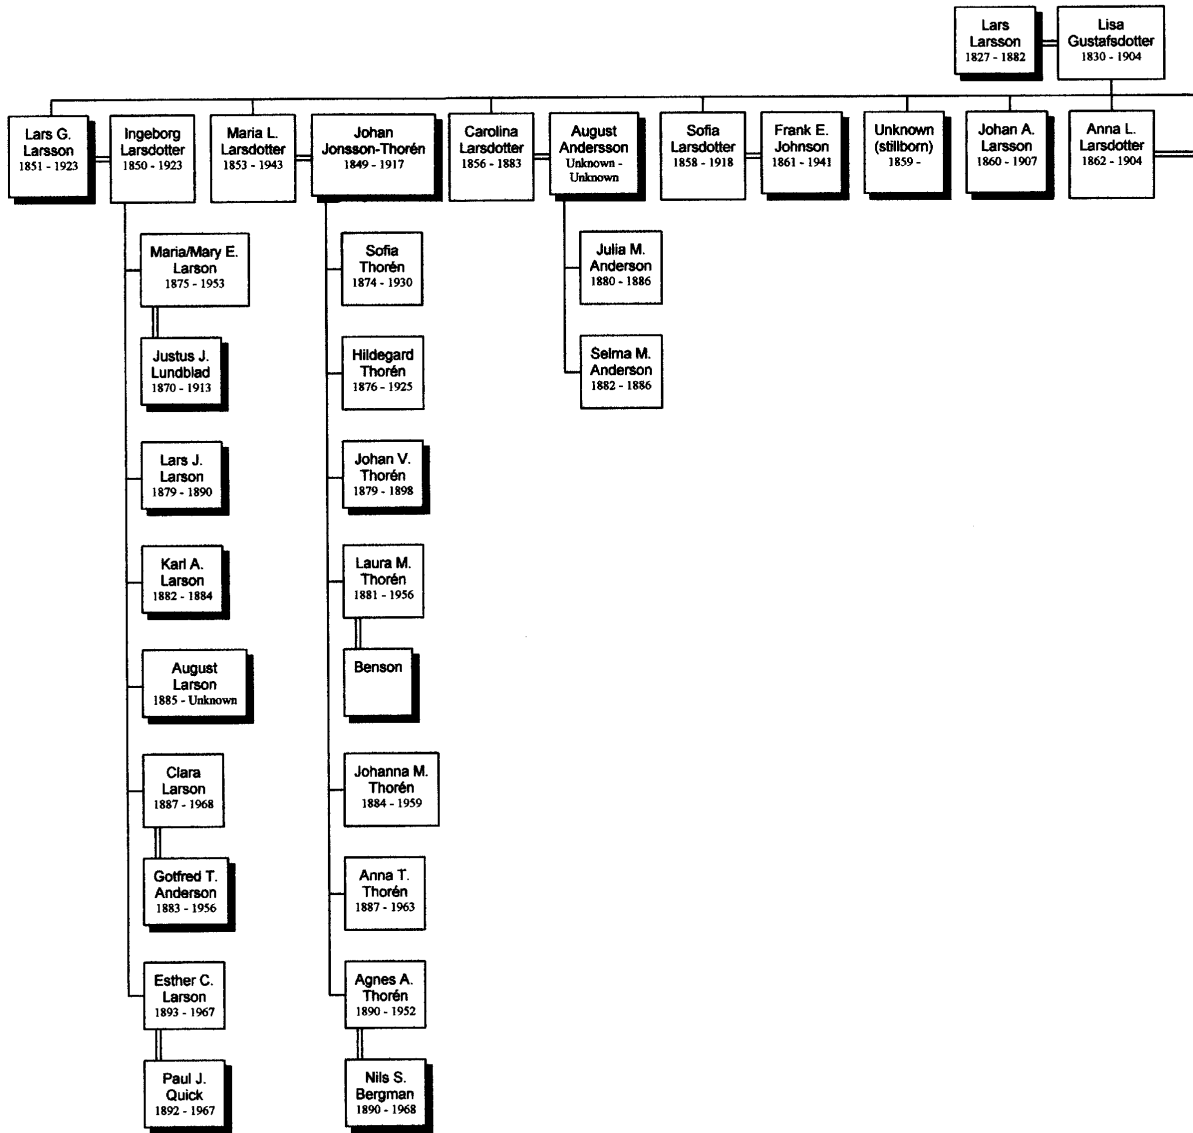 Lars
Larsson
1827 - 1882
Lisa
Gustafsdotter
1830 - 1904
Lars G.
Larsson
1851 - 1923
Ingeborg
Larsdotter
1850 - 1923
Maria L.
Larsdotter
1853 - 1943
Johan
Jonsson-Thorén
1849 - 1917
Carolina
Larsdotter
1856 - 1883
August
Andersson
Unknown -
Unknown
Sofia
Larsdotter
1858 - 1918
Frank E.
Johnson
1861 - 1941
Unknown
(stillborn)
1859 -
Johan A.
Larsson
1860 - 1907
Anna L.
Larsdotter
1862 - 1904
Maria/Mary E.
Larson
1875 - 1953
Justus J.
Lundblad
1870 - 1913
Lars J.
Larson
1879 - 1890
Karl A.
Larson
1882 - 1884
August
Larson
1885 - Unknown
Clara
Larson
1887 - 1968
Gotfred T.
Anderson
1883 - 1956
Esther C.
Larson
1893 - 1967
Paul J.
Quick
1892 - 1967
Sofia
Thorén
1874 - 1930
Hildegard
Thorén
1876 - 1925
Johan V.
Thorén
1879 - 1898
Laura M.
Thorén
1881 - 1956
Benson
Johanna M.
Thorén
1884 - 1959
Anna T.
Thorén
1887 - 1963
Agnes A.
Thorén
1890 - 1952
Nils S.
Bergman
1890 - 1968
Julia M.
Anderson
1880 - 1886
Selma M.
Anderson
1882 - 1886